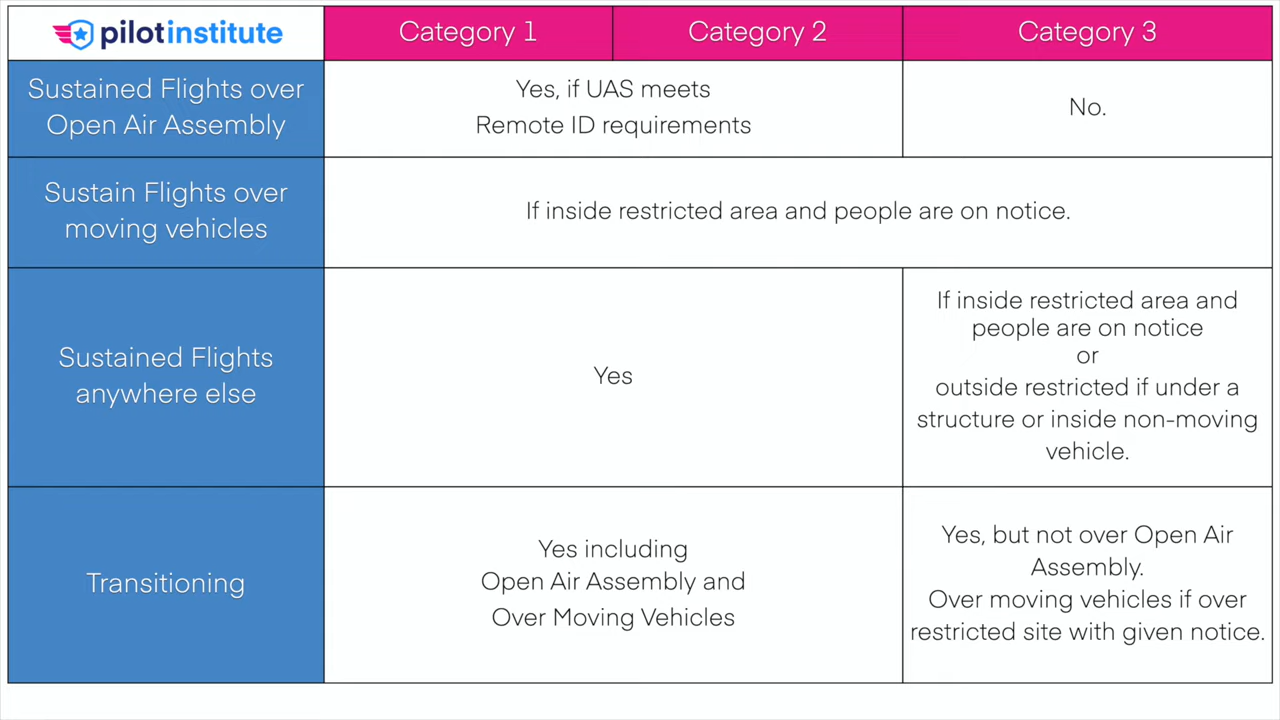 pilotinstitute
Category 1
Category 2
Category 3
Sustained Flights over
Open Air Assembly
Yes, if UAS meets
Remote ID requirements
No.
Sustain Flights over
moving vehicles
If inside restricted area and people are on notice.
Sustained Flights
anywhere else
Yes
If inside restricted area and
people are on notice
or
outside restricted if under a
structure or inside non-moving
vehicle.
Transitioning
Yes including
Open Air Assembly and
Over Moving Vehicles
Yes, but not over Open Air
Assembly.
Over moving vehicles if over
restricted site with given notice.